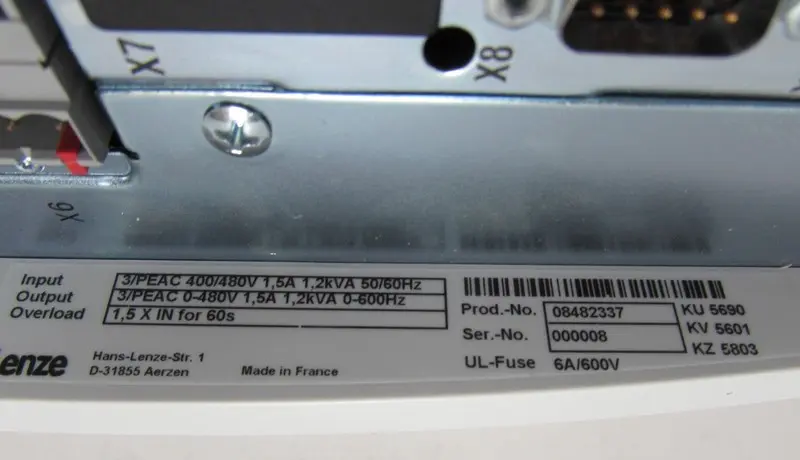 X7
X8
X9
Input 3/PEAC 400/480V 1,5A 1,2kVA 50/60Hz
Output 3/PEAC 0-480V 1,5A 1,2kVA 0-600Hz
Overload 1,5 X IN for 60s
Prod.-No. 08482337 KU 5690
Ser.-No. 000008 KV 5601
KZ 5803
UL-Fuse 6A/600V
enze
Hans-Lenze-Str. 1
D-31855 Aerzen
Made in France